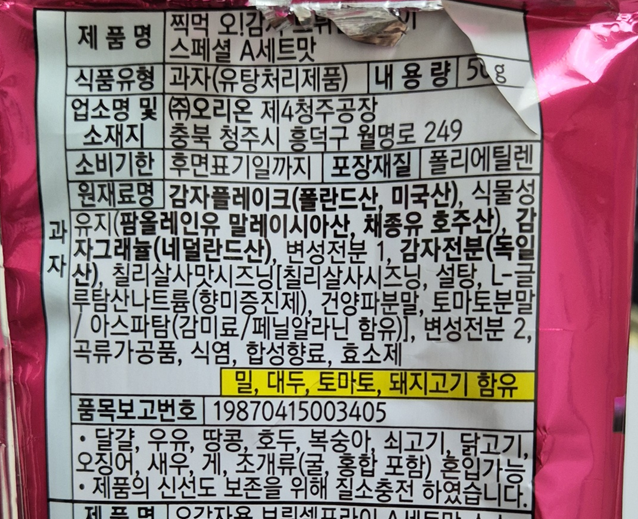 제품명 찍먹 오!감
스페셜 A세트맛
식품유형 과자(유탕처리제품) 내용량 50g
업소명 및 ㈜오리온 제4청주공장
소재지 충북 청주시 흥덕구 월명로 249
소비기한 후면표기일까지 포장재질 폴리에틸렌
과자
원재료명 감자플레이크(폴란드산, 미국산), 식물성
유지(팜올레인유 말레이시아산, 채종유 호주산), 감
자그래뉼(네덜란드산), 변성전분 1, 감자전분(독일
산), 칠리살사맛시즈닝[칠리살사시즈닝, 설탕, L-글
루탐산나트륨(향미증진제), 건양파분말, 토마토분말
/ 아스파탐(감미료/페닐알라닌 함유)], 변성전분 2,
곡류가공품, 식염, 합성향료, 효소제
밀, 대두, 토마토, 돼지고기 함유
품목보고번호 19870415003405
• 달걀, 우유, 땅콩, 호두, 복숭아, 쇠고기, 닭고기,
오징어, 새우, 게, 조개류(굴, 홍합 포함) 혼입가능
• 제품의 신선도 보존을 위해 질소충전 하였습니다.
제품명